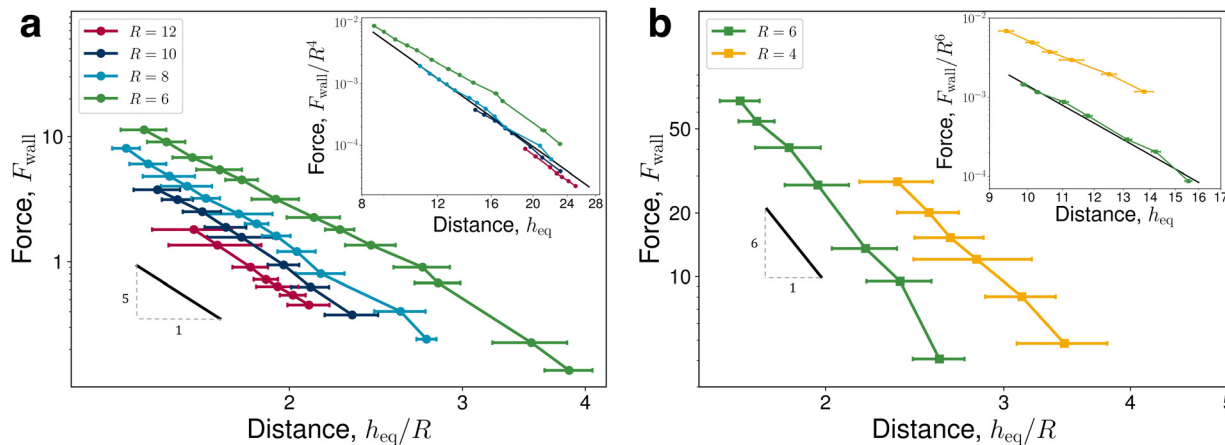 a
R = 12
R = 10
R = 8
R = 6
Force, F_wall
10
1
2
3
4
Distance, h_eq/R
5
1
Force, F_wall/R^4
10^-2
10^-3
10^-4
8
12
16
20
24
28
Distance, h_eq
b
R = 6
R = 4
Force, F_wall
50
20
10
2
3
4
5
Distance, h_eq/R
6
1
Force, F_wall/R^6
10^-2
10^-3
10^-4
9
10
11
12
13
14
15
16
17
Distance, h_eq